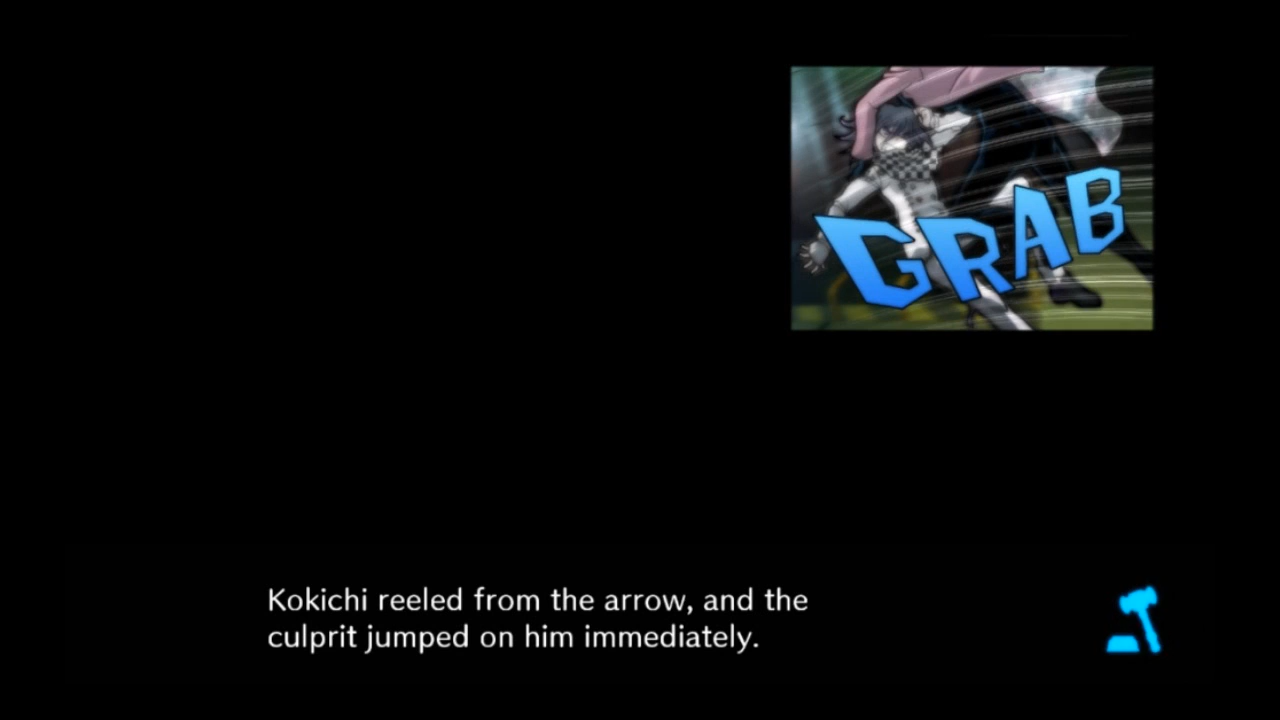 GRAB
Kokichi reeled from the arrow, and the
culprit jumped on him immediately.